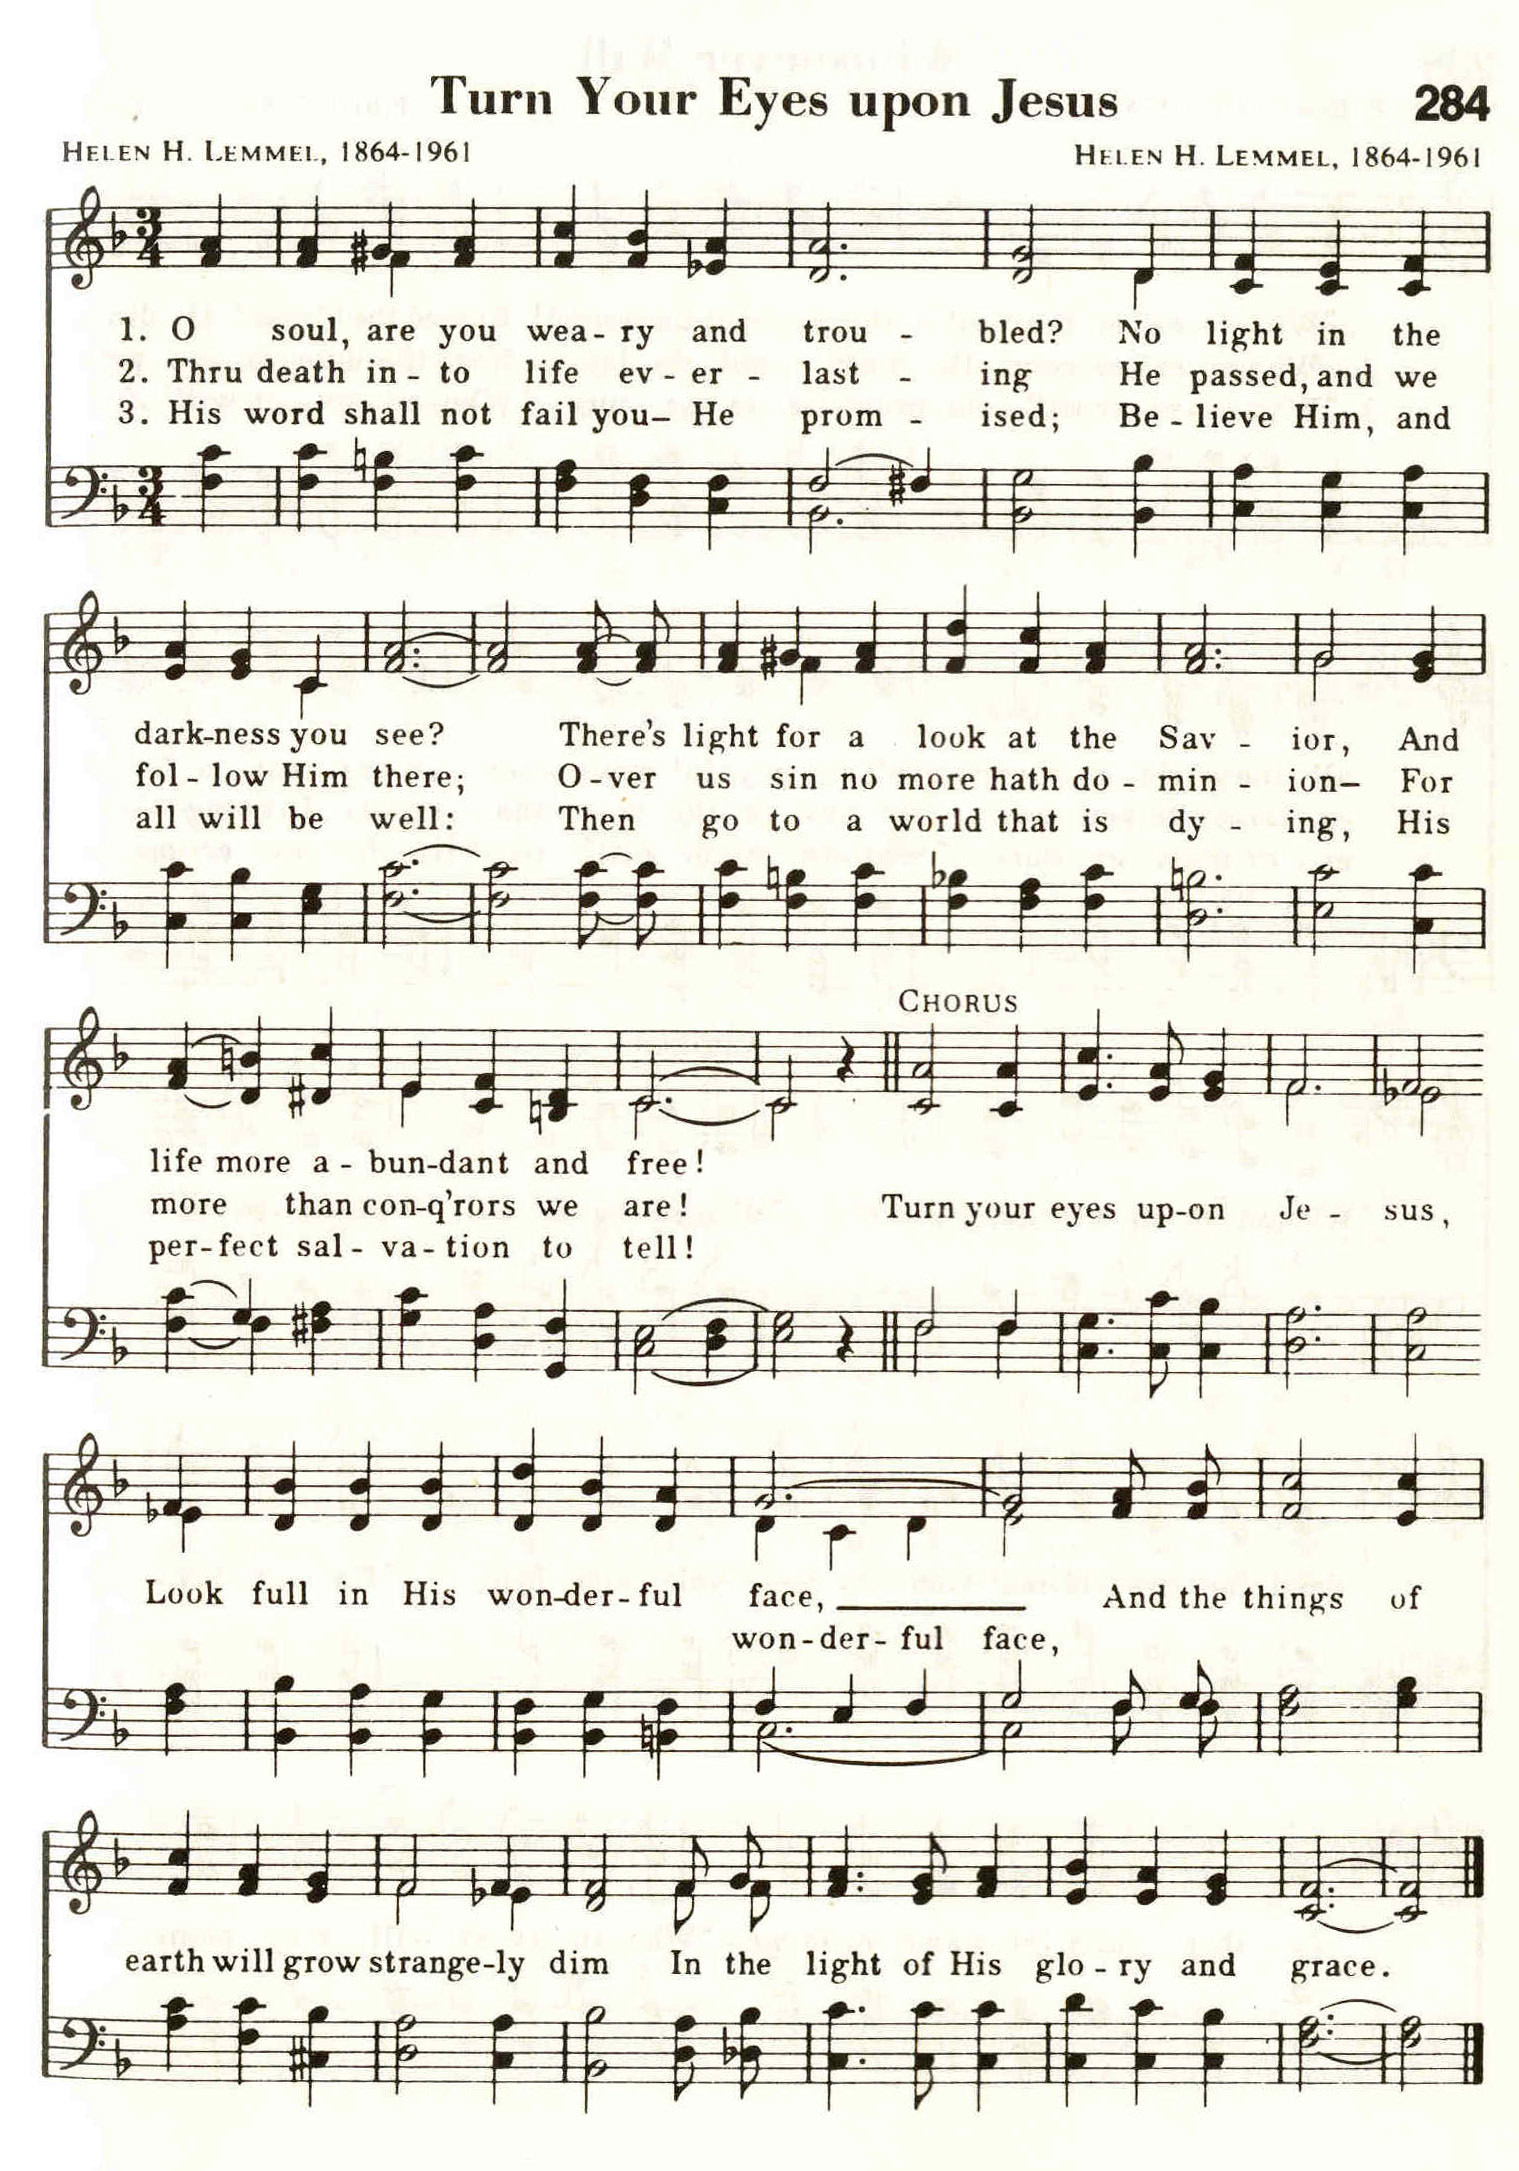 Turn Your Eyes upon Jesus 284
HELEN H. LEMMEL, 1864-1961 HELEN H. LEMMEL, 1864-1961
3 4
1. O soul, are you wea - ry and trou - bled? No light in the
2. Thru death in - to life ev - er - last - ing He passed, and we
3. His word shall not fail you— He prom - ised; Be - lieve Him, and
3 4
dark-ness you see? There's light for a look at the Sav - ior, And
fol - low Him there; O - ver us sin no more hath do - min - ion— For
all will be well: Then go to a world that is dy - ing, His
CHORUS
life more a - bun-dant and free!
more than con-q'rors we are! Turn your eyes up-on Je - sus,
per-fect sal - va - tion to tell!
Look full in His won-der-ful face, And the things of
won-der-ful face,
earth will grow strange-ly dim In the light of His glo - ry and grace.